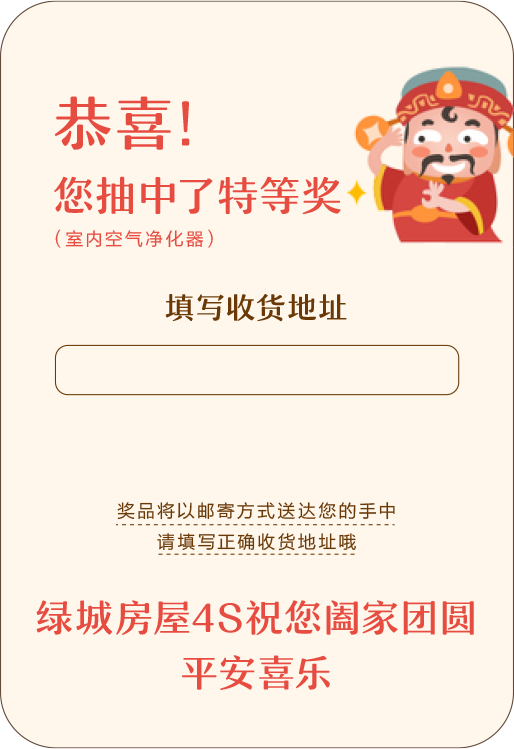 恭喜!
您抽中了特等奖
(室内空气净化器)
填写收货地址
奖品将以邮寄方式送达您的手中
请填写正确收货地址哦
绿城房屋4S祝您阖家团圆
平安喜乐